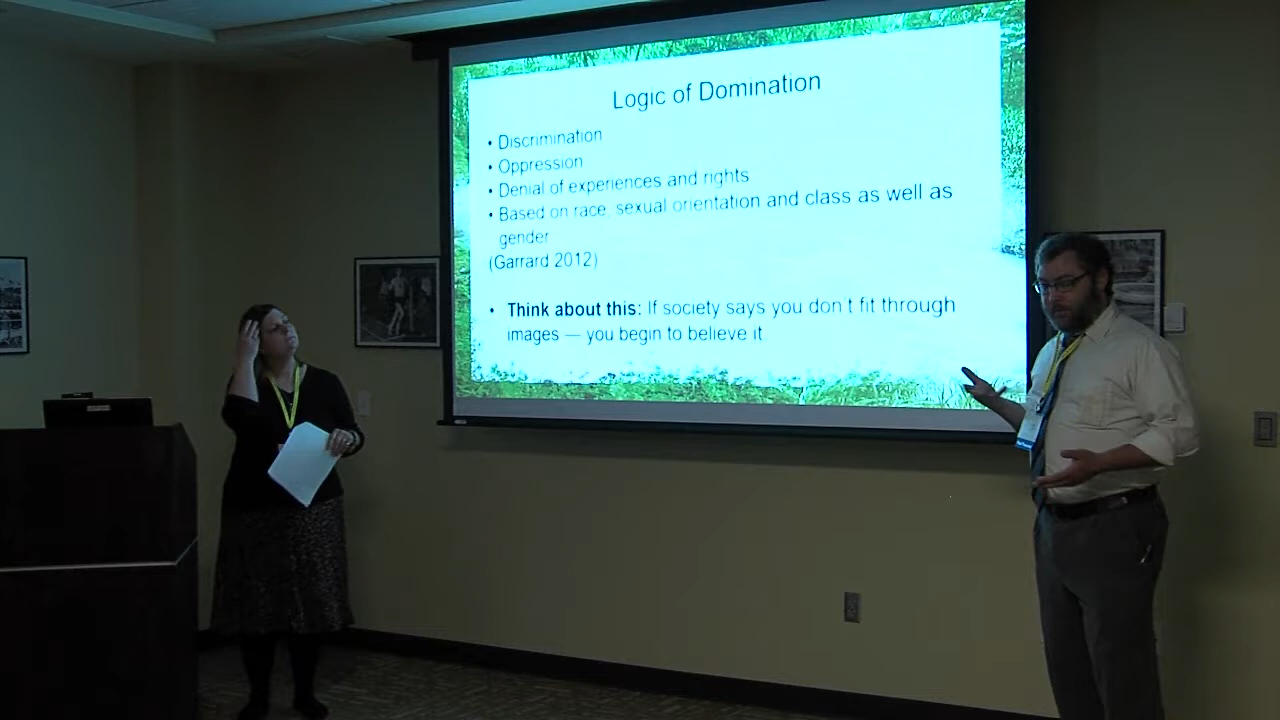 Logic of Domination
• Discrimination
• Oppression
• Denial of experiences and rights
• Based on race, sexual orientation and class as well as
gender
(Garrard 2012)
• Think about this: If society says you don't fit through
images — you begin to believe it